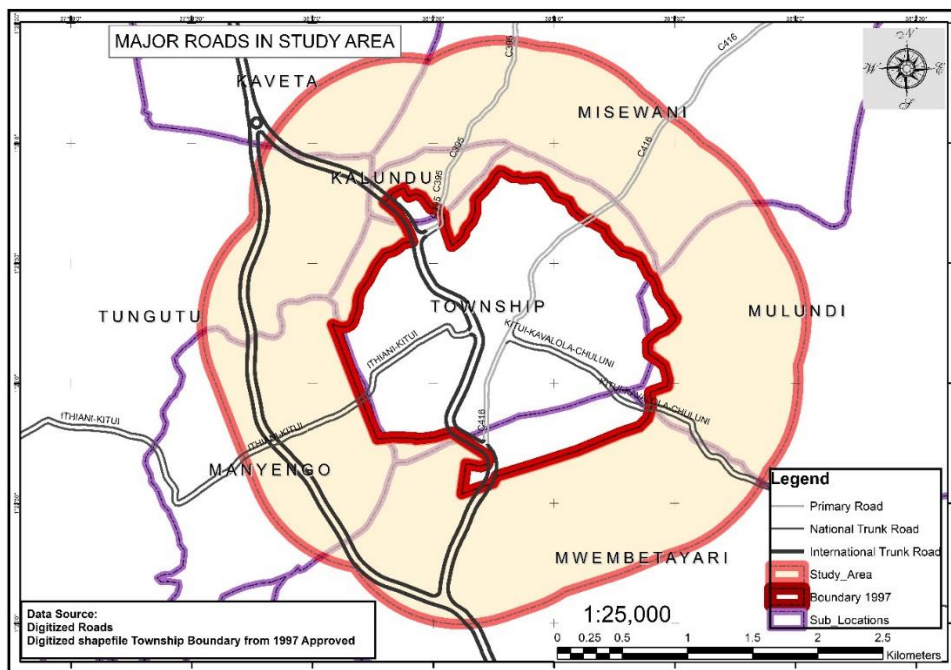 MAJOR ROADS IN STUDY AREA
KAVETA
C395
C416
MISEWANI
C416
C395
KALUNDU
C395
TOWNSHIP
TUNGUTU
MULUNDI
ITHIANI-KITUI
KITUI-KAVALOLA-CHULUNI
KITUI-KAVALOLA-CHULUNI
ITHIANI-KITUI
ITHIANI-KITUI
C416
MANYENGO
MWEMBETAYARI
Legend
Primary Road
National Trunk Road
International Trunk Road
Study_Area
Boundary 1997
Sub_Locations
Data Source:
Digitized Roads
Digitized shapefile Township Boundary from 1997 Approved
1:25,000
0 0.25 0.5 1 1.5 2 2.5
Kilometers